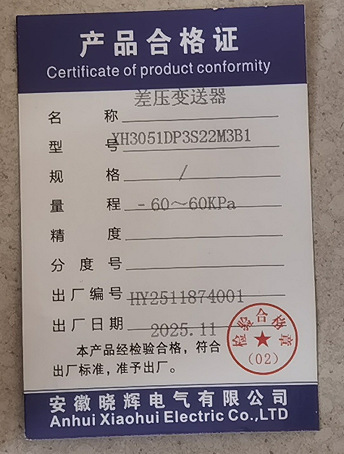 产品合格证
Certificate of product conformity
名 称 差压变送器
型 号 XH3051DP3S22M3B1
规 格 /
量 程 -60～60KPa
精 度
分 度 号
出厂编号 HY2511874001
出厂日期 2025.11
本产品经检验合格，符合
出厂标准，准予出厂。
检验合格章
(02)
安徽晓辉电气有限公司
Anhui Xiaohui Electric Co.,LTD